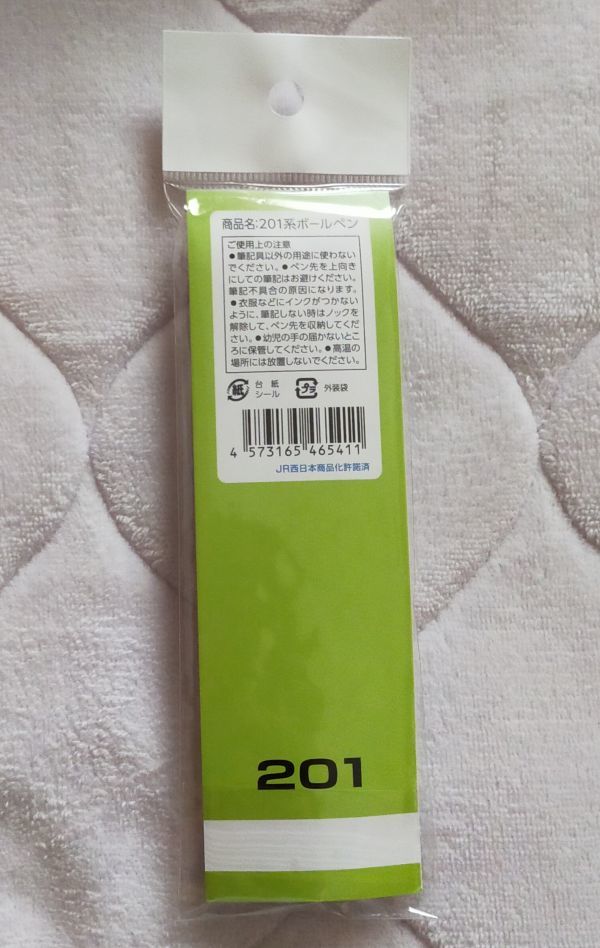 商品名:201系ボールペン
ご使用上の注意
●筆記具以外の用途に使わない
でください。●ペン先を上向き
にしての筆記はお避けください。
筆記不具合の原因になります。
●衣服などにインクがつかない
ように、筆記しない時はノックを
解除して、ペン先を収納してくだ
さい。●幼児の手の届かないとこ
ろに保管してください。●高温の
場所には放置しないでください。
紙 台紙 プラ 外装袋
シール
4 573165 465411
JR西日本商品化許諾済
201